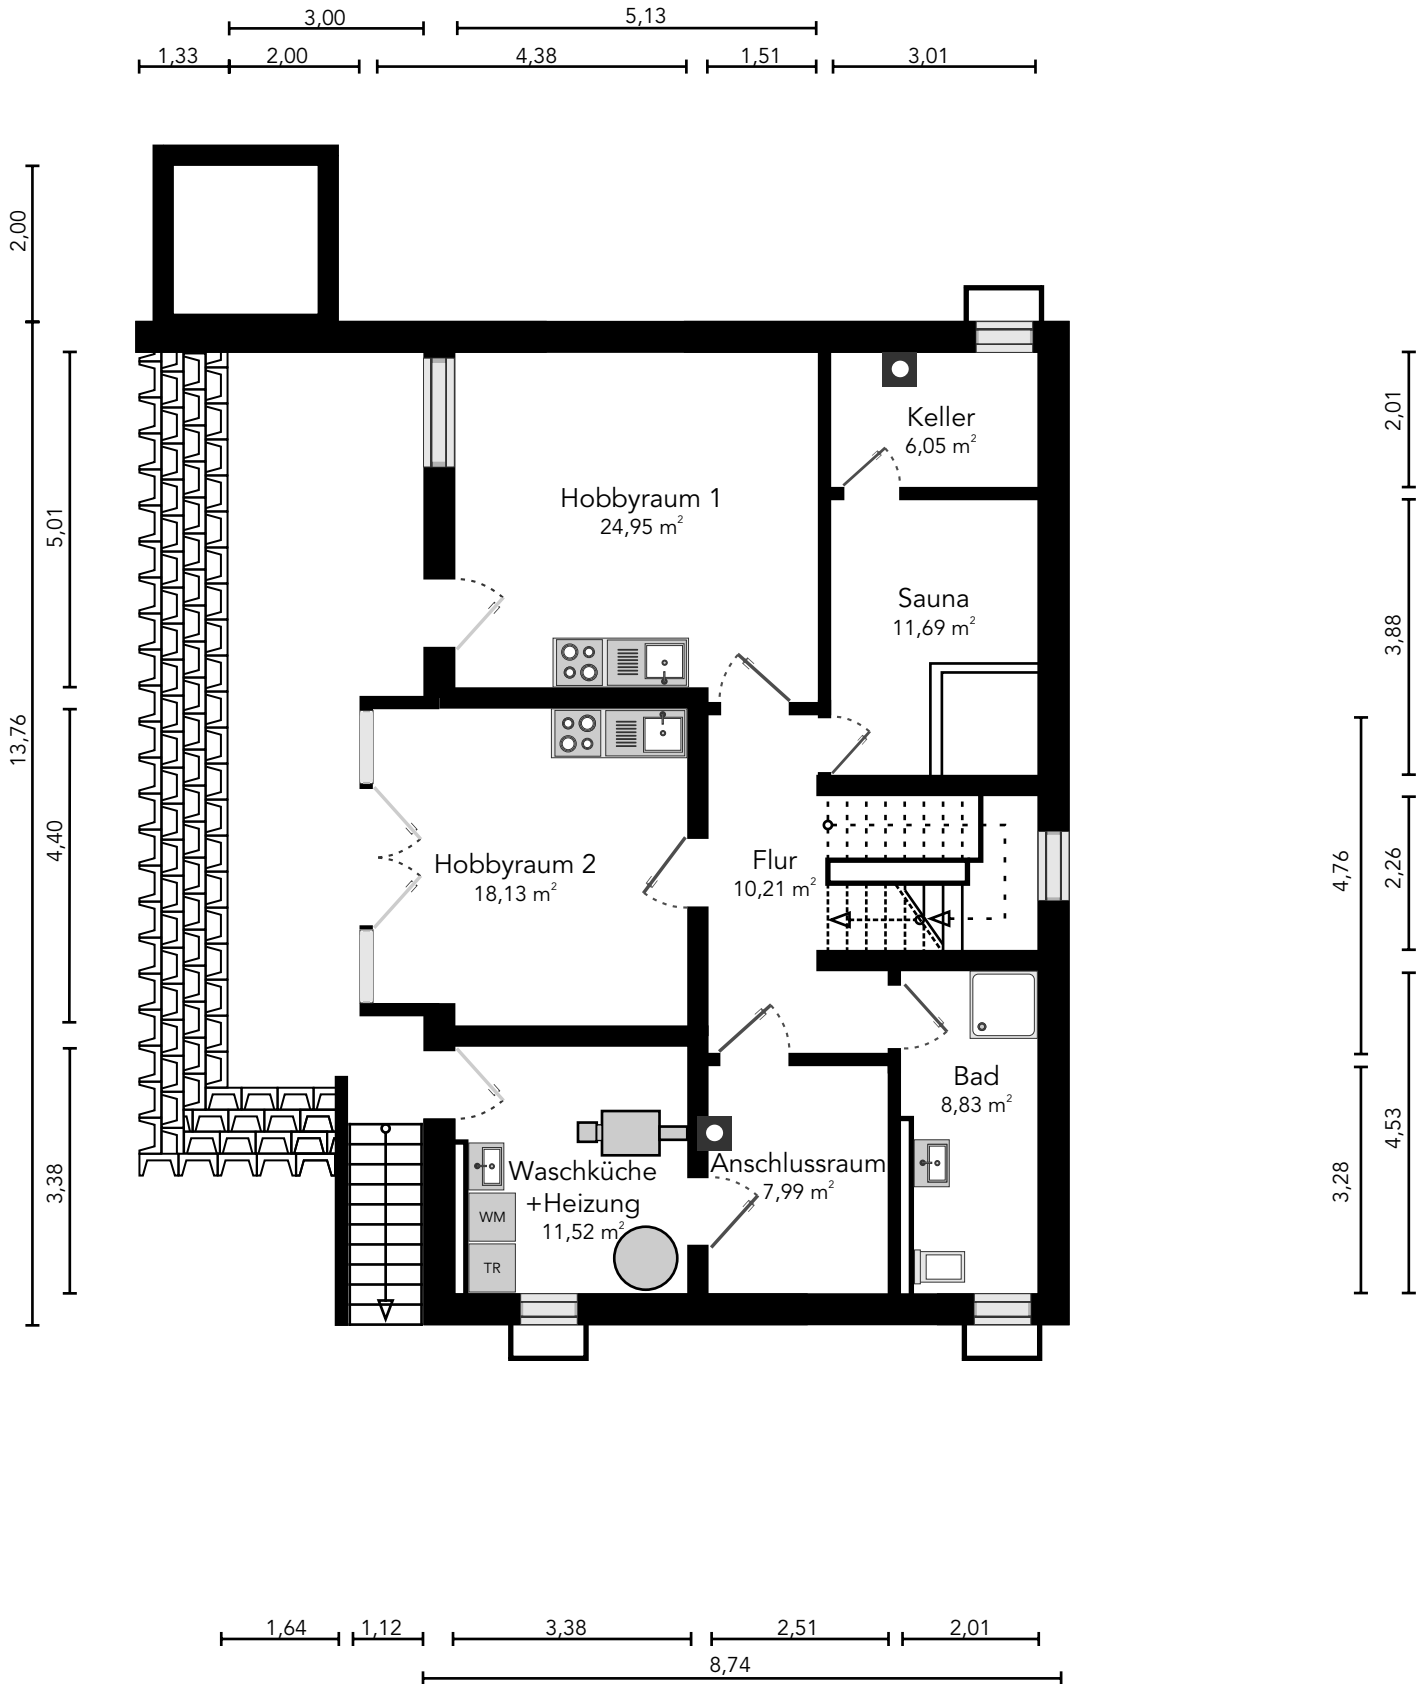 3,00
5,13
1,33
2,00
4,38
1,51
3,01
2,00
13,76
5,01
4,40
3,38
2,01
3,88
2,26
4,76
4,53
3,28
Keller
6,05 m²
Hobbyraum 1
24,95 m²
Sauna
11,69 m²
Hobbyraum 2
18,13 m²
Flur
10,21 m²
Bad
8,83 m²
Waschküche
+Heizung
11,52 m²
Anschlussraum
7,99 m²
WM
TR
1,64
1,12
3,38
2,51
2,01
8,74